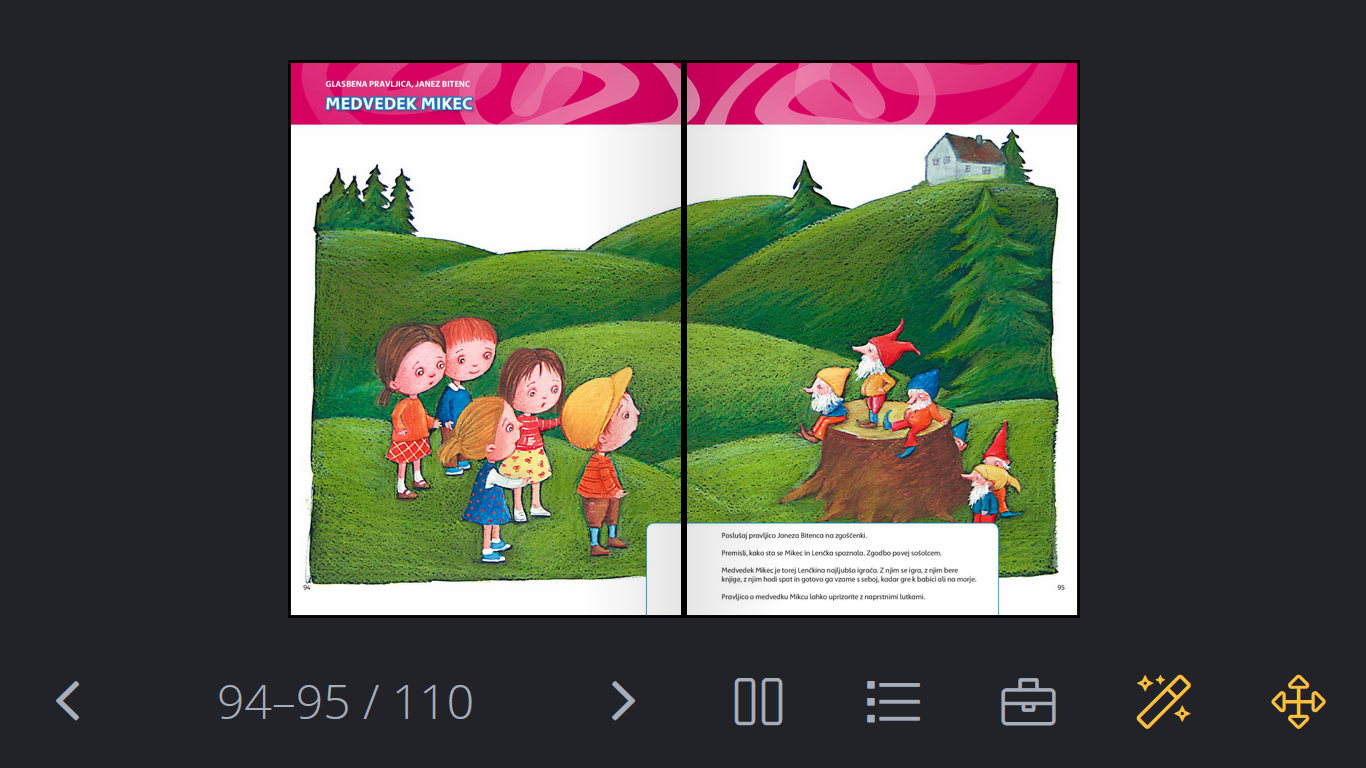 GLASBENA PRAVLJICA, JANEZ BITENC
MEDVEDEK MIKEC
Poslušaj pravljico Janeza Bitenca na zgoščenki.
Premisli, kako sta se Mikec in Lenčka spoznala. Zgodbo povej sošolcem.
Medvedek Mikec je torej Lenčkina najljubša igrača. Z njim se igra, z njim bere
knjige, z njim hodi spat in gotovo ga vzame s seboj, kadar gre k babici ali na morje.
Pravljico o medvedku Mikcu lahko uprizorite z naprstnimi lutkami.
94
95
94–95 / 110